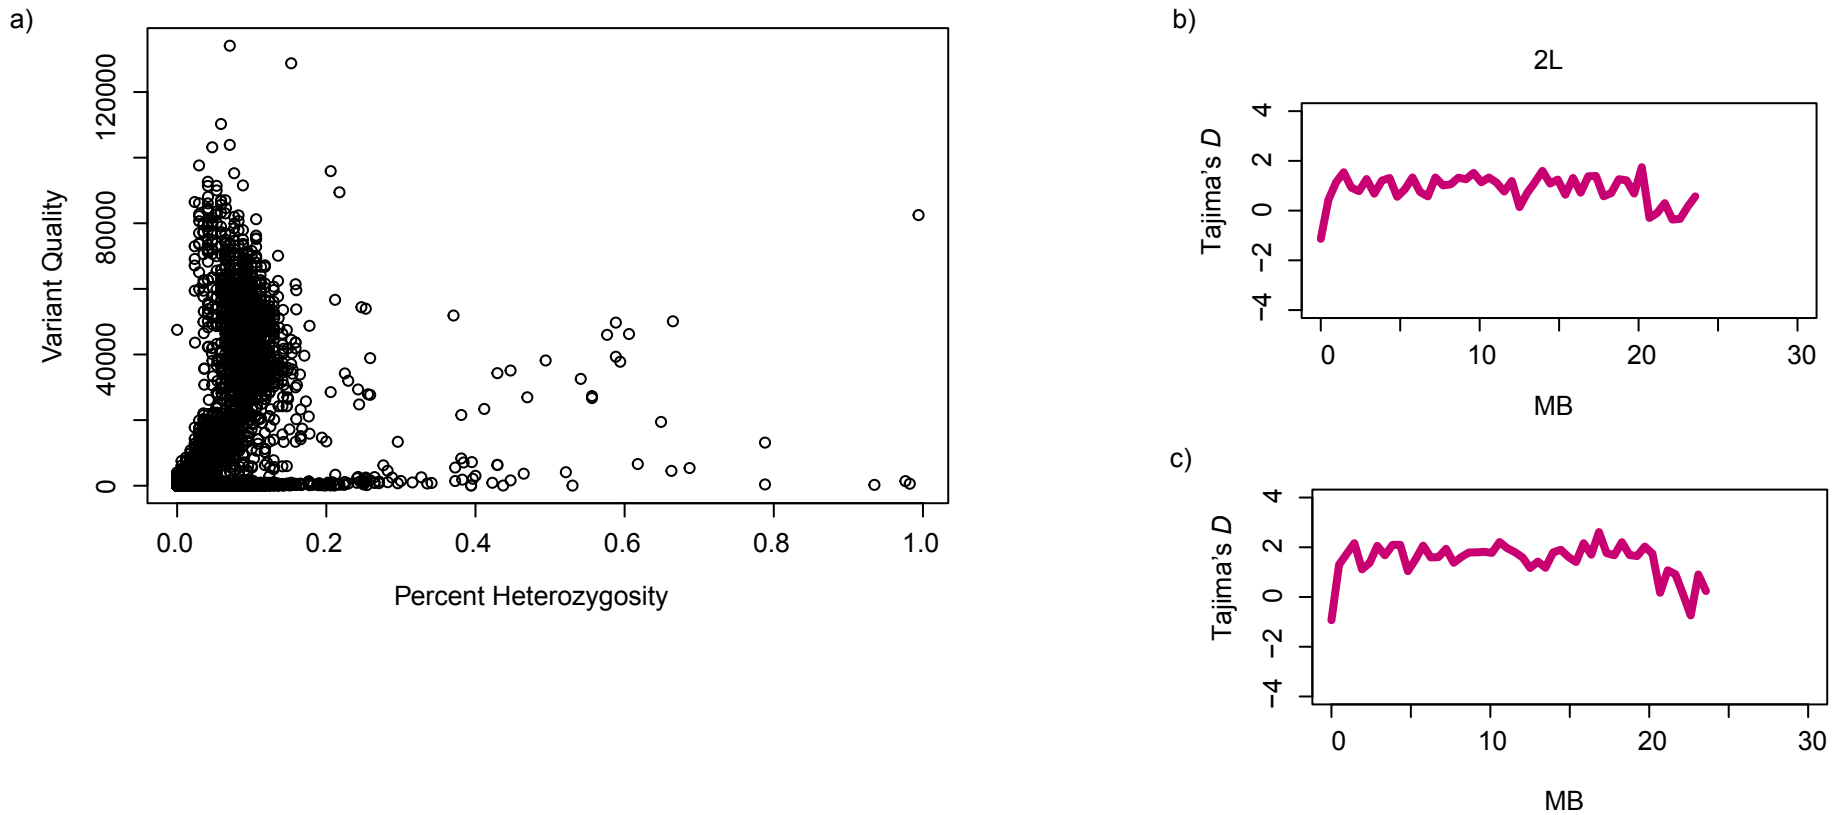 a)
Variant Quality
120000
80000
40000
0
0.0 0.2 0.4 0.6 0.8 1.0
Percent Heterozygosity
b)
2L
Tajima's D
4
2
0
−2
−4
0 10 20 30
MB
c)
Tajima's D
4
2
0
−2
−4
0 10 20 30
MB